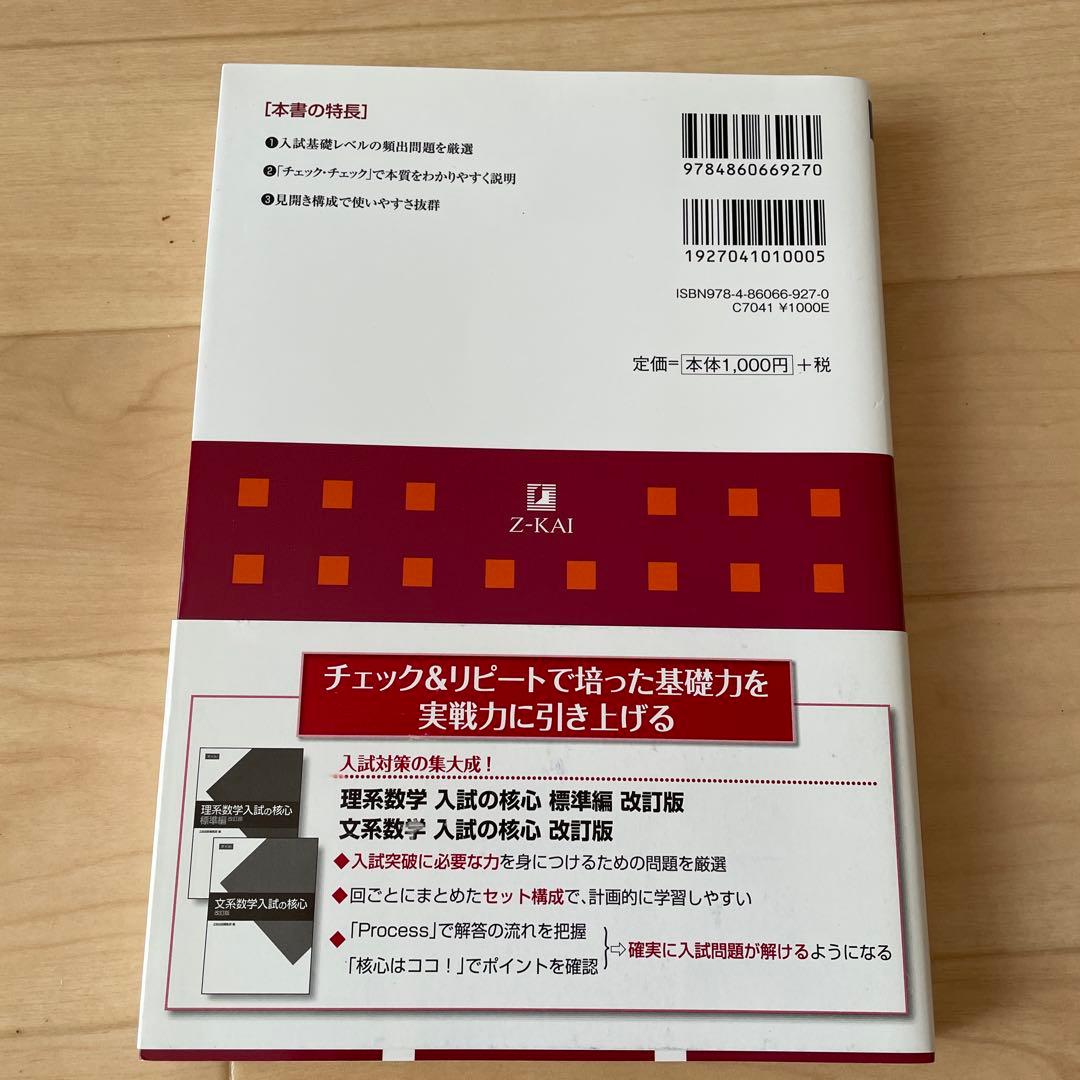 [本書の特長]
❶入試基礎レベルの頻出問題を厳選
❷「チェック・チェック」で本質をわかりやすく説明
❸見開き構成で使いやすさ抜群
9784860669270
1927041010005
ISBN978-4-86066-927-0
C7041 ¥1000E
定価=本体1,000円+税
Z-KAI
チェック&リピートで培った基礎力を
実戦力に引き上げる
入試対策の集大成！
理系数学 入試の核心 標準編 改訂版
文系数学 入試の核心 改訂版
◆入試突破に必要な力を身につけるための問題を厳選
◆回ごとにまとめたセット構成で、計画的に学習しやすい
◆「Process」で解答の流れを把握
「核心はココ！」でポイントを確認
⇨確実に入試問題が解けるようになる
理系数学入試の核心
標準編 改訂版
文系数学入試の核心
改訂版